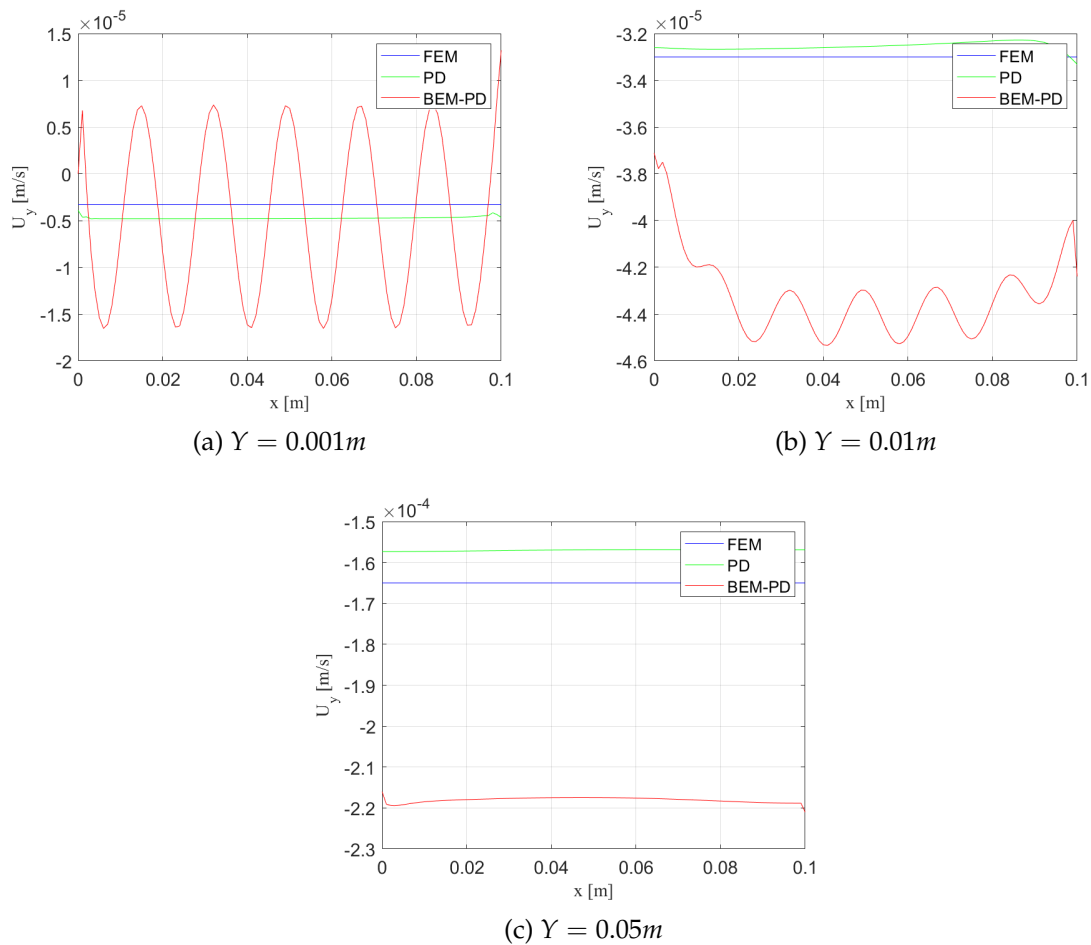 ×10-5
1.5
1
0.5
0
-0.5
-1
-1.5
-2
U_y [m/s]
0 0.02 0.04 0.06 0.08 0.1
x [m]
FEM
PD
BEM-PD
(a) Y = 0.001m
×10-5
-3.2
-3.4
-3.6
-3.8
-4
-4.2
-4.4
-4.6
U_y [m/s]
0 0.02 0.04 0.06 0.08 0.1
x [m]
FEM
PD
BEM-PD
(b) Y = 0.01m
×10-4
-1.5
-1.6
-1.7
-1.8
-1.9
-2
-2.1
-2.2
-2.3
U_y [m/s]
0 0.02 0.04 0.06 0.08 0.1
x [m]
FEM
PD
BEM-PD
(c) Y = 0.05m